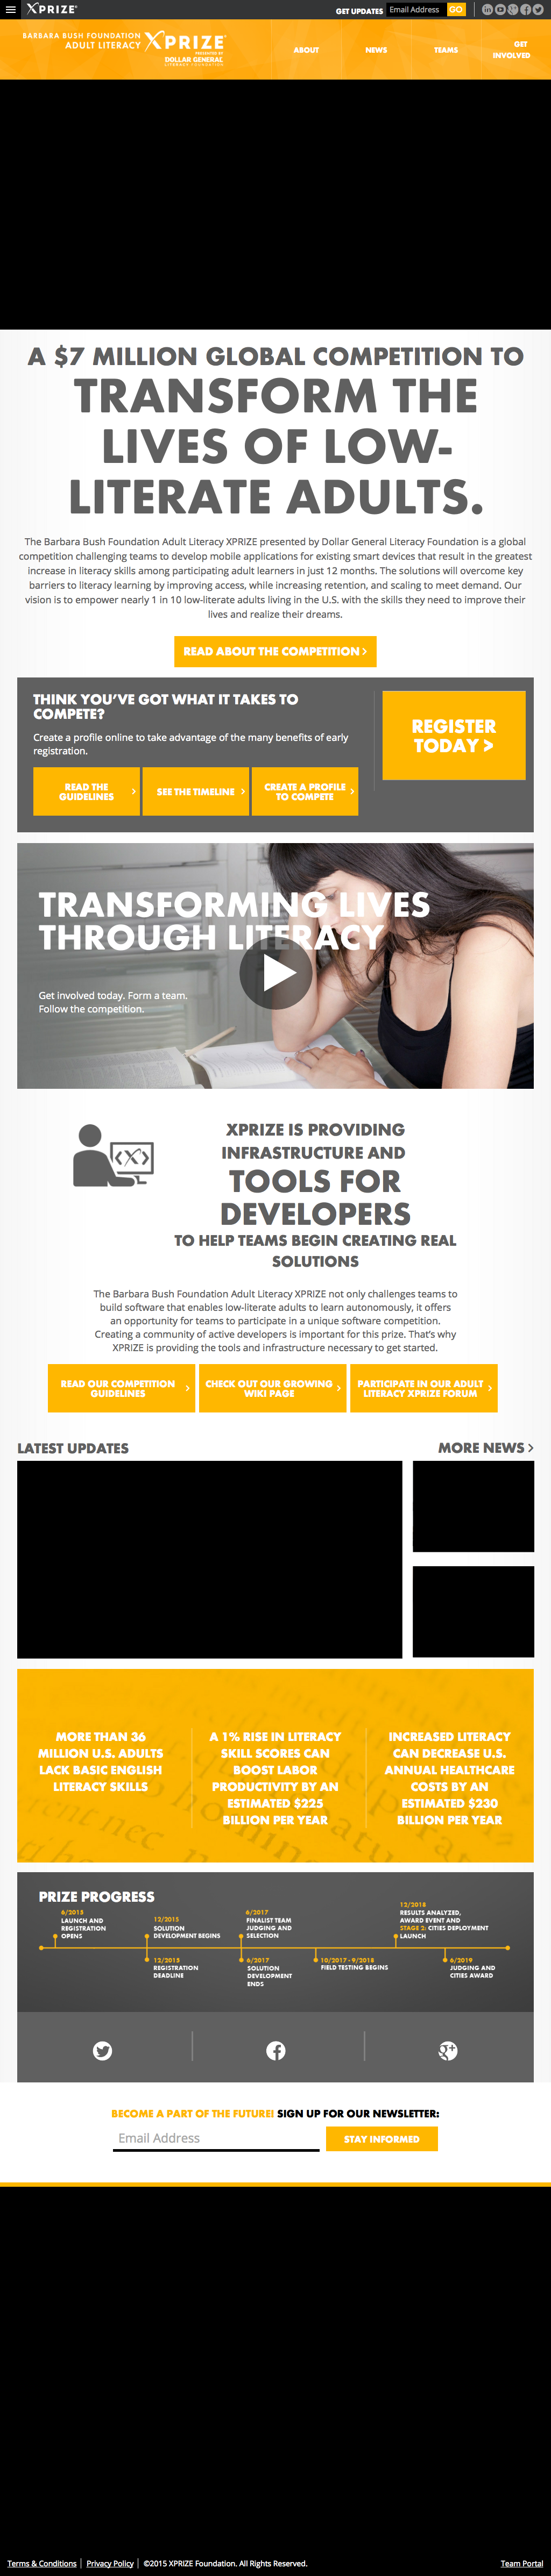 XPRIZE
GET UPDATES Email Address GO
BARBARA BUSH FOUNDATION
ADULT LITERACY XPRIZE
PRESENTED BY
DOLLAR GENERAL
LITERACY FOUNDATION
ABOUT NEWS TEAMS GET INVOLVED
A $7 MILLION GLOBAL COMPETITION TO
TRANSFORM THE
LIVES OF LOW-
LITERATE ADULTS.
The Barbara Bush Foundation Adult Literacy XPRIZE presented by Dollar General Literacy Foundation is a global
competition challenging teams to develop mobile applications for existing smart devices that result in the greatest
increase in literacy skills among participating adult learners in just 12 months. The solutions will overcome key
barriers to literacy learning by improving access, while increasing retention, and scaling to meet demand. Our
vision is to empower nearly 1 in 10 low-literate adults living in the U.S. with the skills they need to improve their
lives and realize their dreams.
READ ABOUT THE COMPETITION >
THINK YOU'VE GOT WHAT IT TAKES TO
COMPETE?
Create a profile online to take advantage of the many benefits of early
registration.
READ THE
GUIDELINES >
SEE THE TIMELINE >
CREATE A PROFILE
TO COMPETE >
REGISTER
TODAY >
TRANSFORMING LIVES
THROUGH LITERACY
Get involved today. Form a team.
Follow the competition.
XPRIZE IS PROVIDING
INFRASTRUCTURE AND
TOOLS FOR
DEVELOPERS
TO HELP TEAMS BEGIN CREATING REAL
SOLUTIONS
The Barbara Bush Foundation Adult Literacy XPRIZE not only challenges teams to
build software that enables low-literate adults to learn autonomously, it offers
an opportunity for teams to participate in a unique software competition.
Creating a community of active developers is important for this prize. That's why
XPRIZE is providing the tools and infrastructure necessary to get started.
READ OUR COMPETITION
GUIDELINES >
CHECK OUT OUR GROWING
WIKI PAGE >
PARTICIPATE IN OUR ADULT
LITERACY XPRIZE FORUM >
LATEST UPDATES
MORE NEWS >
MORE THAN 36
MILLION U.S. ADULTS
LACK BASIC ENGLISH
LITERACY SKILLS
A 1% RISE IN LITERACY
SKILL SCORES CAN
BOOST LABOR
PRODUCTIVITY BY AN
ESTIMATED $225
BILLION PER YEAR
INCREASED LITERACY
CAN DECREASE U.S.
ANNUAL HEALTHCARE
COSTS BY AN
ESTIMATED $230
BILLION PER YEAR
PRIZE PROGRESS
6/2015
LAUNCH AND
REGISTRATION
OPENS
12/2015
SOLUTION
DEVELOPMENT BEGINS
6/2017
FINALIST TEAM
JUDGING AND
SELECTION
12/2018
RESULTS ANALYZED,
AWARD EVENT AND
STAGE 2: CITIES DEPLOYMENT
LAUNCH
12/2015
REGISTRATION
DEADLINE
6/2017
SOLUTION
DEVELOPMENT
ENDS
10/2017 - 9/2018
FIELD TESTING BEGINS
6/2019
JUDGING AND
CITIES AWARD
BECOME A PART OF THE FUTURE! SIGN UP FOR OUR NEWSLETTER:
Email Address
STAY INFORMED
Terms & Conditions | Privacy Policy | ©2015 XPRIZE Foundation. All Rights Reserved.
Team Portal